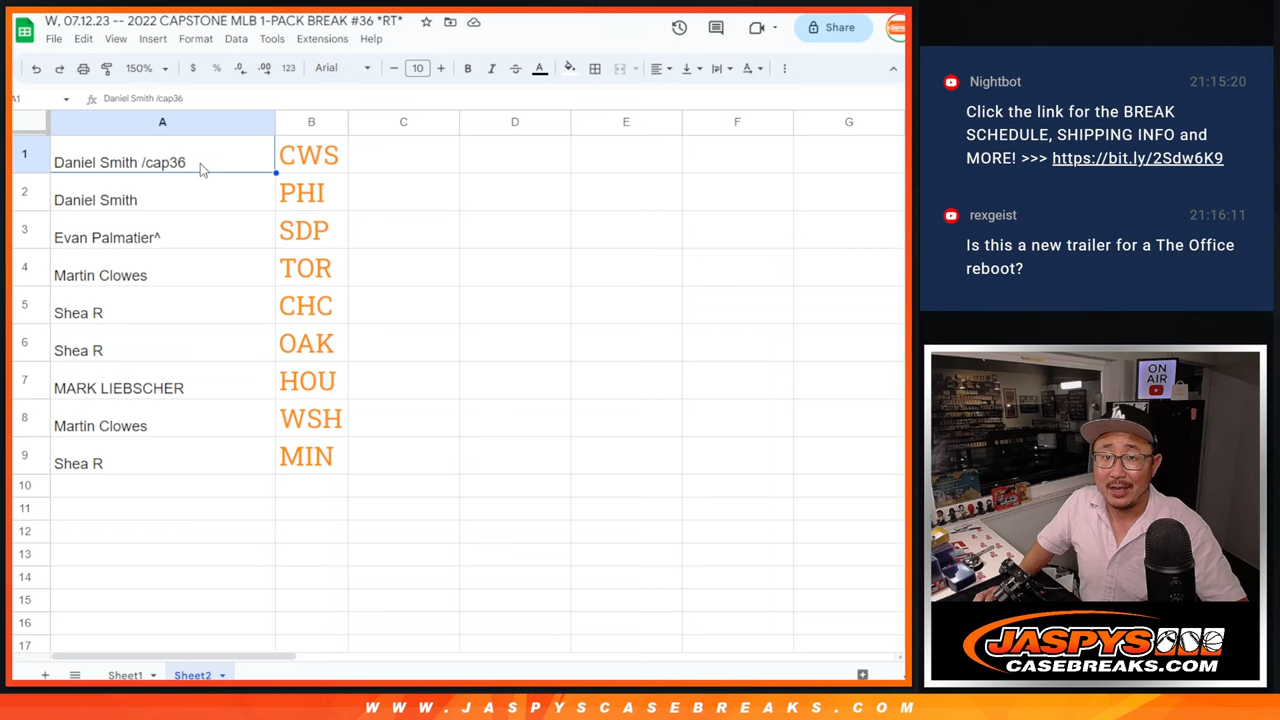 W, 07.12.23 -- 2022 CAPSTONE MLB 1-PACK BREAK #36 *RT*
File Edit View Insert Format Data Tools Extensions Help
Share
150% $ % .0 .00 123 Arial 10 B I A
A1 fx Daniel Smith /cap36
A B C D E F G
1 Daniel Smith /cap36 CWS
2 Daniel Smith PHI
3 Evan Palmatier^ SDP
4 Martin Clowes TOR
5 Shea R CHC
6 Shea R OAK
7 MARK LIEBSCHER HOU
8 Martin Clowes WSH
9 Shea R MIN
10
11
12
13
14
15
16
17
Sheet1 Sheet2
Nightbot 21:15:20
Click the link for the BREAK
SCHEDULE, SHIPPING INFO and
MORE! >>> https://bit.ly/2Sdw6K9
rexgeist 21:16:11
Is this a new trailer for a The Office
reboot?
ON
AIR
JASPYS
CASEBREAKS.COM
WWW.JASPYSCASEBREAKS.COM